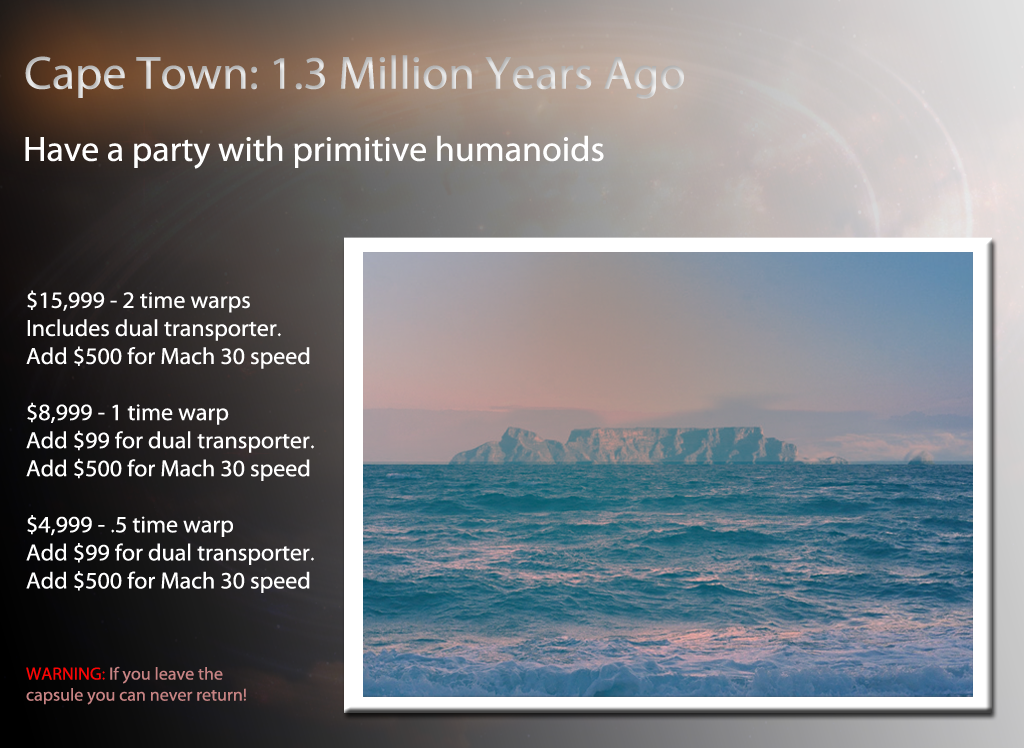 Cape Town: 1.3 Million Years Ago
Have a party with primitive humanoids
$15,999 - 2 time warps
Includes dual transporter.
Add $500 for Mach 30 speed
$8,999 - 1 time warp
Add $99 for dual transporter.
Add $500 for Mach 30 speed
$4,999 - .5 time warp
Add $99 for dual transporter.
Add $500 for Mach 30 speed
WARNING: If you leave the
capsule you can never return!